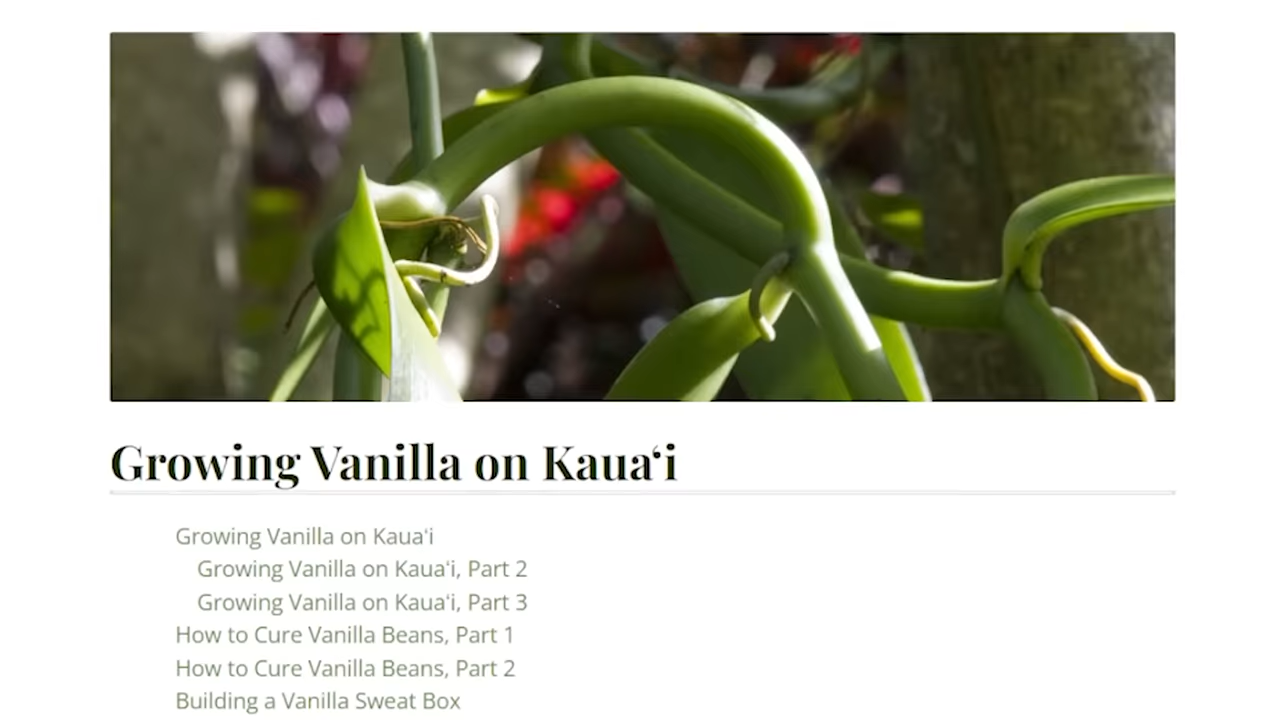 Growing Vanilla on Kauaʻi
Growing Vanilla on Kauaʻi
Growing Vanilla on Kauaʻi, Part 2
Growing Vanilla on Kauaʻi, Part 3
How to Cure Vanilla Beans, Part 1
How to Cure Vanilla Beans, Part 2
Building a Vanilla Sweat Box